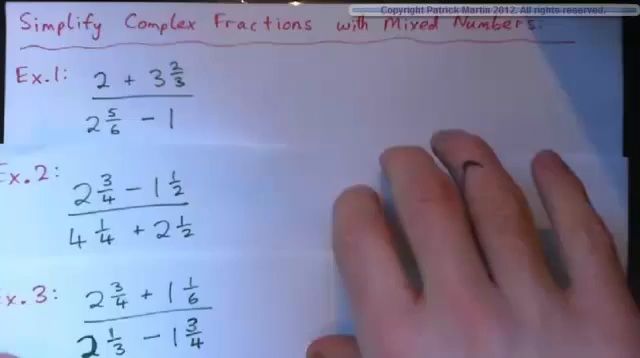 Copyright Patrick Martin 2012. All rights reserved.
Simplify Complex Fractions with Mixed Numbers.
Ex.1: (2 + 3 2/3) / (2 5/6 - 1)
Ex.2: (2 3/4 - 1 1/2) / (4 1/4 + 2 1/2)
Ex.3: (2 3/4 + 1 1/6) / (2 1/3 - 1 3/4)